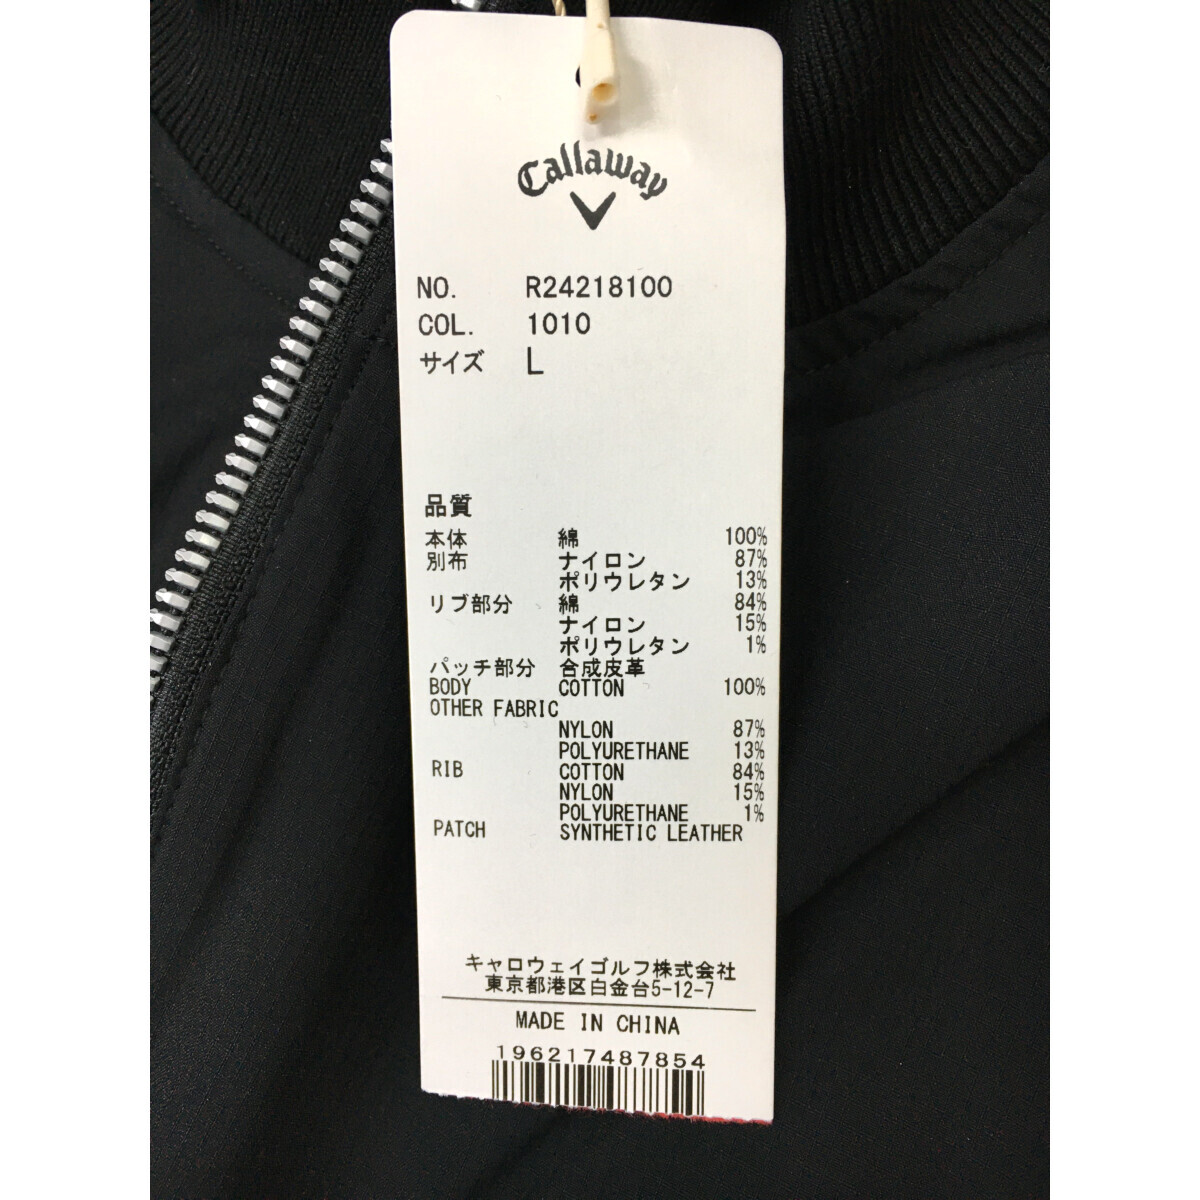 Callaway
NO. R24218100
COL. 1010
サイズ L
品質
本体 綿 100%
別布 ナイロン 87%
ポリウレタン 13%
リブ部分 綿 84%
ナイロン 15%
ポリウレタン 1%
パッチ部分 合成皮革
BODY COTTON 100%
OTHER FABRIC
NYLON 87%
POLYURETHANE 13%
RIB COTTON 84%
NYLON 15%
POLYURETHANE 1%
PATCH SYNTHETIC LEATHER
キャロウェイゴルフ株式会社
東京都港区白金台5-12-7
MADE IN CHINA
196217487854